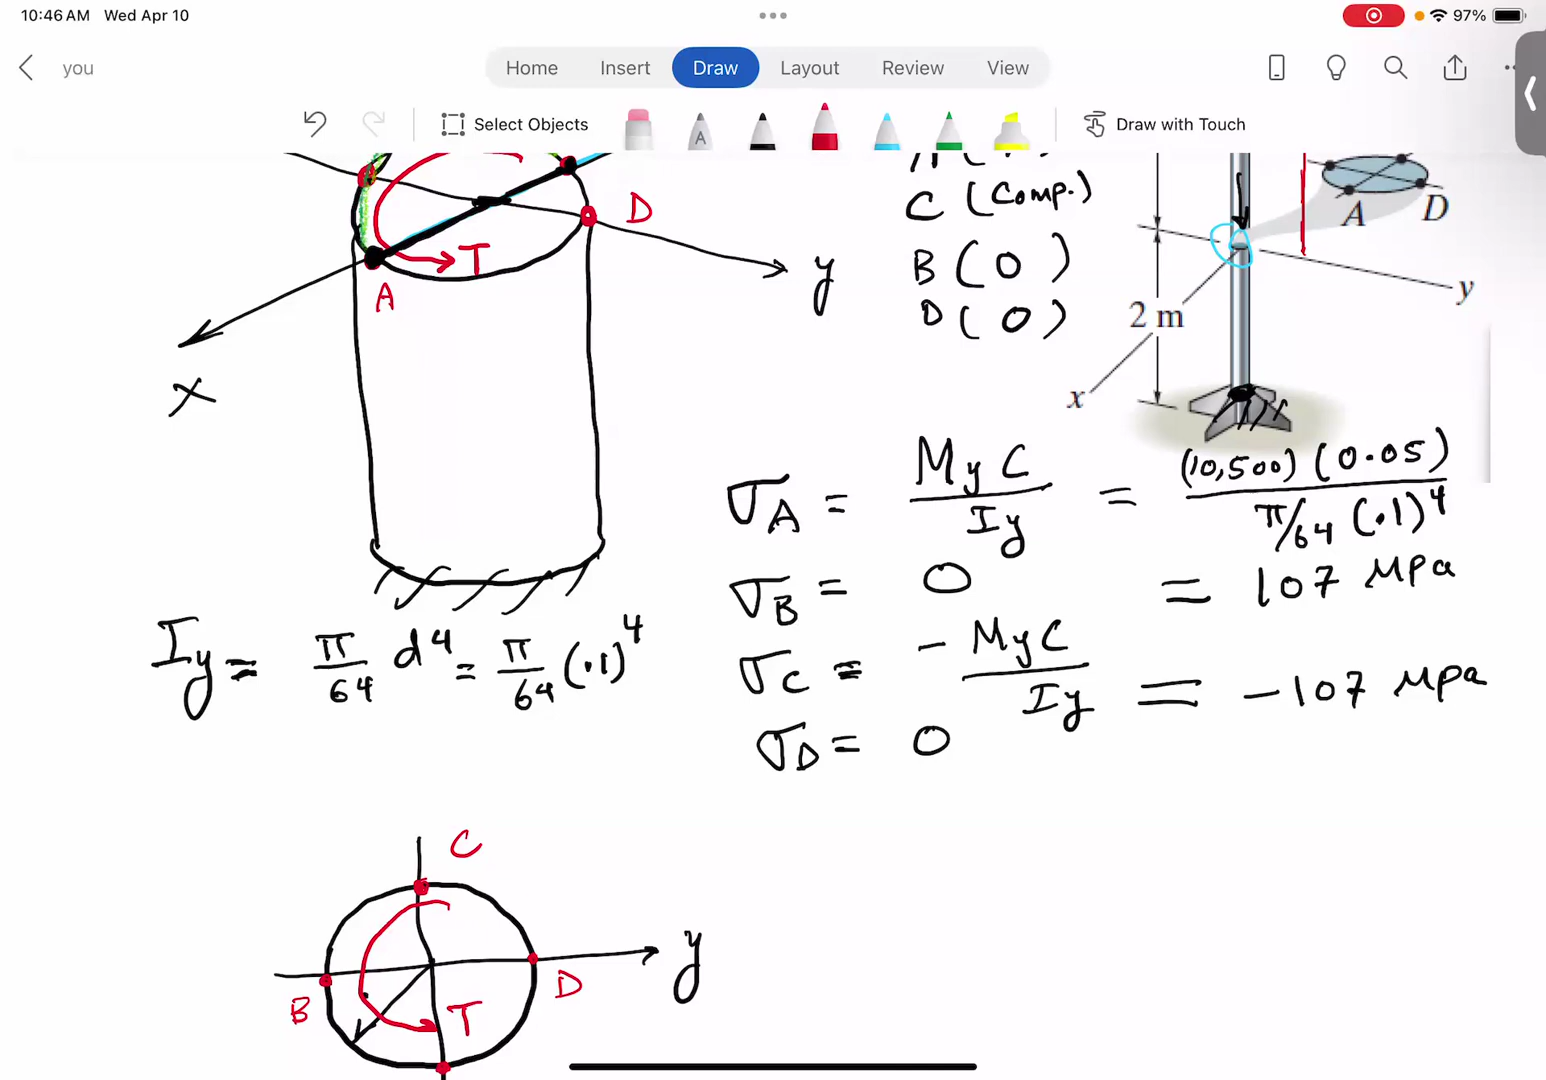 10:46 AM Wed Apr 10
97%
you
Home Insert Draw Layout Review View
Select Objects
A
Draw with Touch
C (Comp.)
B ( 0 )
D ( 0 )
D
T
A
y
x
A D
y
2 m
x
σA = MyC / Iy = (10,500) (0.05) / π/64 (.1)^4
= 107 MPa
σB = 0
σC = - MyC / Iy = -107 MPa
σD = 0
Iy = π/64 d^4 = π/64 (.1)^4
C
y
B
D
T